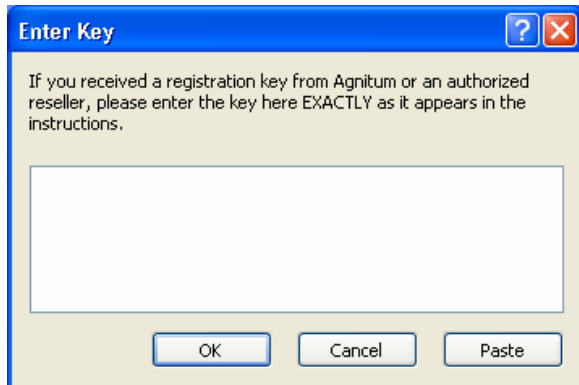 Enter Key
If you received a registration key from Agnitum or an authorized
reseller, please enter the key here EXACTLY as it appears in the
instructions.
OK Cancel Paste